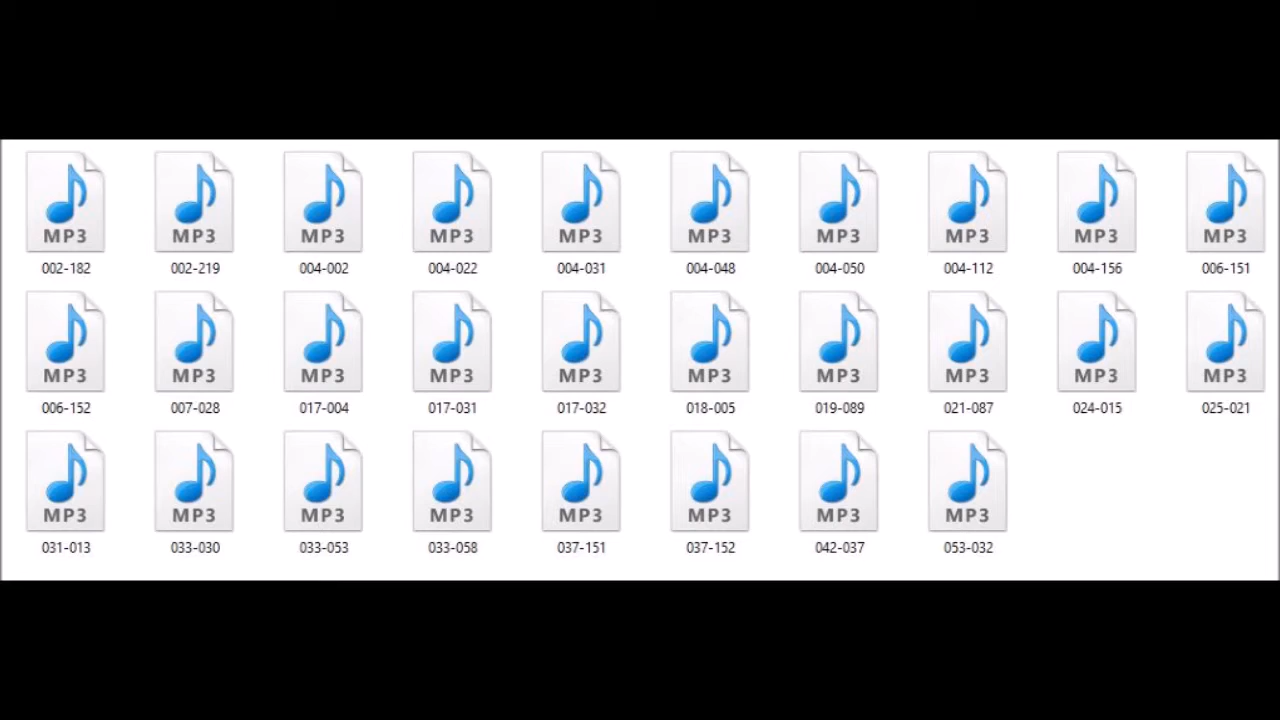 MP3 MP3 MP3 MP3 MP3 MP3 MP3 MP3 MP3 MP3
002-182 002-219 004-002 004-022 004-031 004-048 004-050 004-112 004-156 006-151
MP3 MP3 MP3 MP3 MP3 MP3 MP3 MP3 MP3 MP3
006-152 007-028 017-004 017-031 017-032 018-005 019-089 021-087 024-015 025-021
MP3 MP3 MP3 MP3 MP3 MP3 MP3 MP3
031-013 033-030 033-053 033-058 037-151 037-152 042-037 053-032